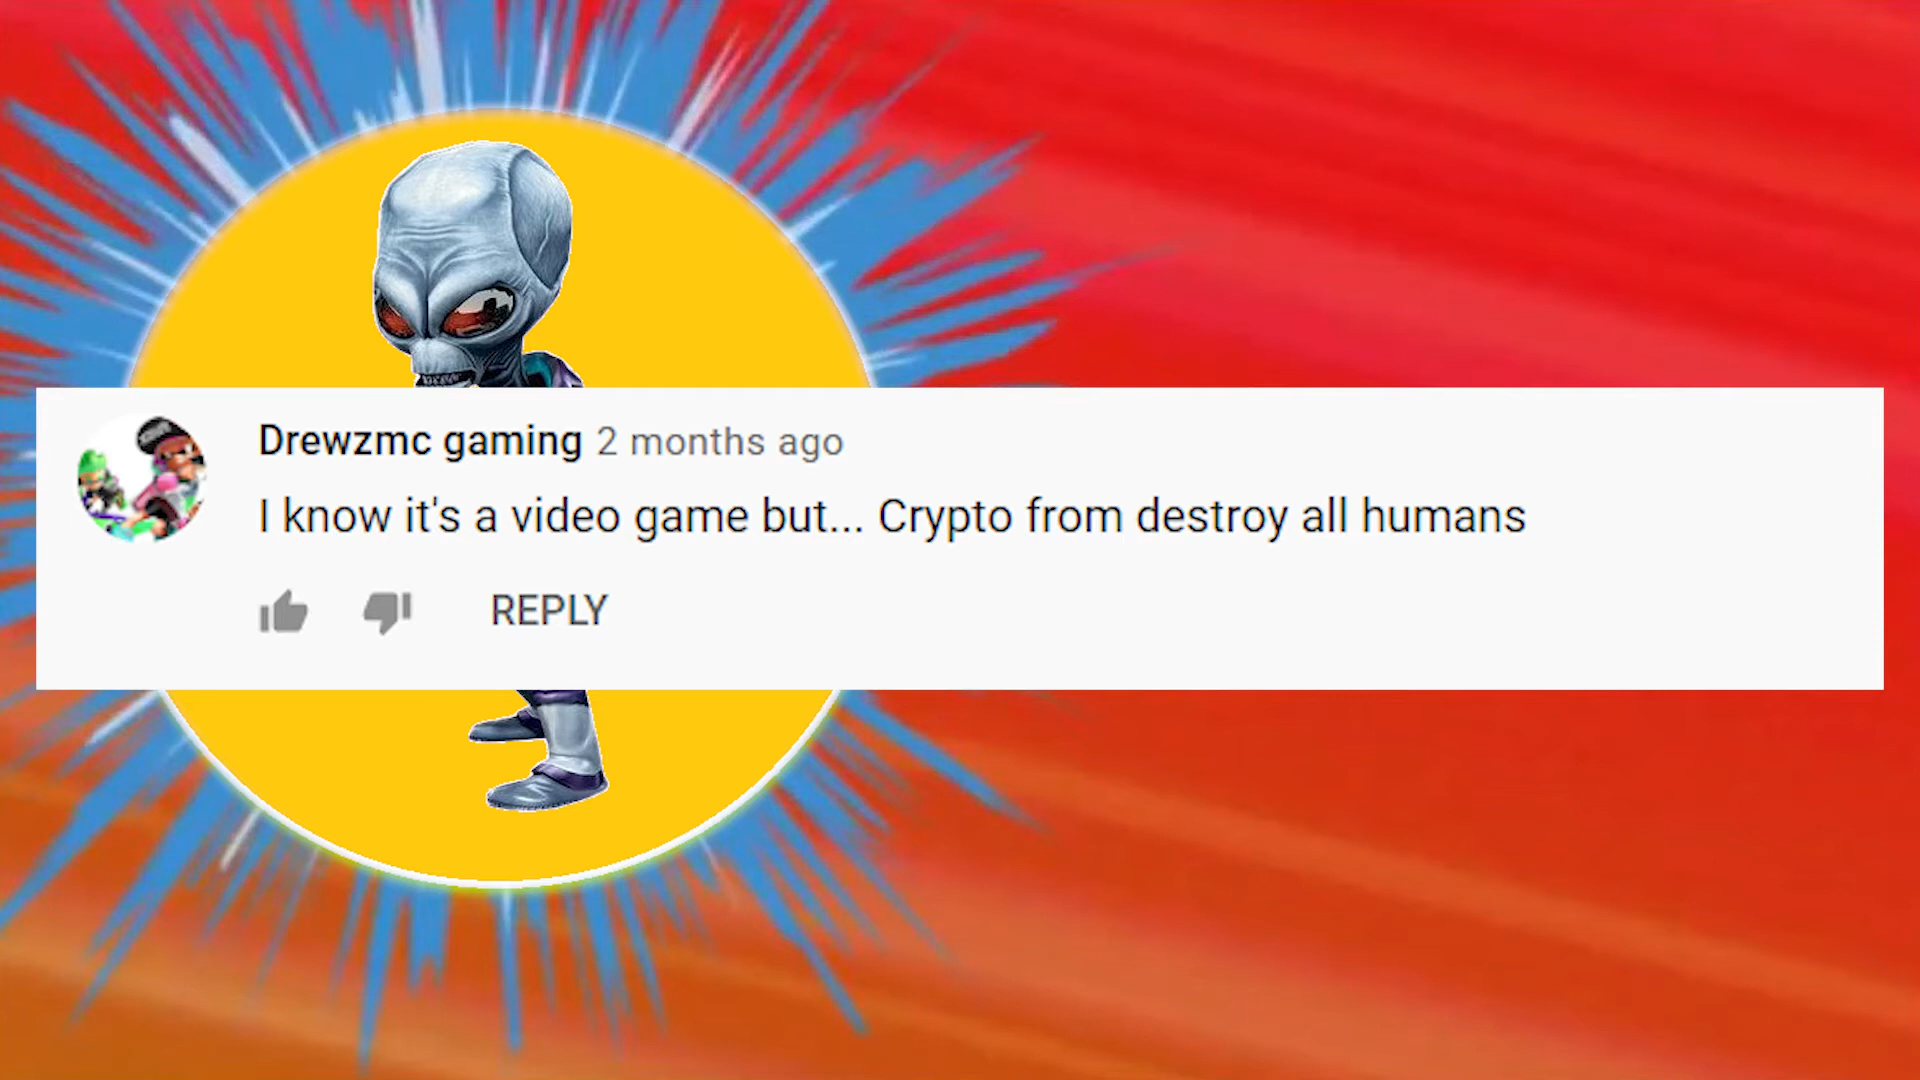 Drewzmc gaming 2 months ago
I know it's a video game but... Crypto from destroy all humans
REPLY